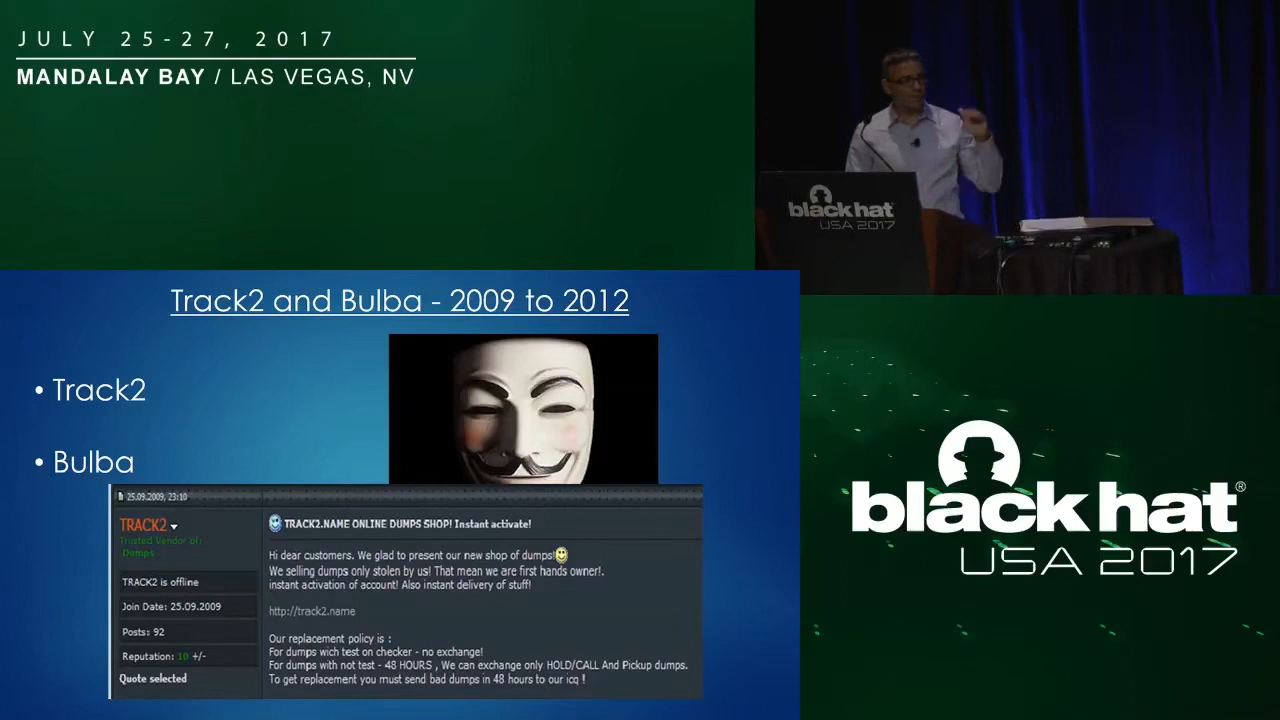 JULY 25-27, 2017
MANDALAY BAY / LAS VEGAS, NV
black hat
USA 2017
Track2 and Bulba - 2009 to 2012
• Track2
• Bulba
25.09.2009, 23:10
TRACK2
Trusted Vendor of:
Dumps
TRACK2 is offline
Join Date: 25.09.2009
Posts: 92
Reputation: 10 +/-
Quote selected
TRACK2.NAME ONLINE DUMPS SHOP! Instant activate!
Hi dear customers. We glad to present our new shop of dumps!
We selling dumps only stolen by us! That mean we are first hands owner!.
instant activation of account! Also instant delivery of stuff!
http://track2.name
Our replacement policy is :
For dumps wich test on checker - no exchange!
For dumps with not test - 48 HOURS , We can exchange only HOLD/CALL And Pickup dumps.
To get replacement you must send bad dumps in 48 hours to our icq !
black hat®
USA 2017